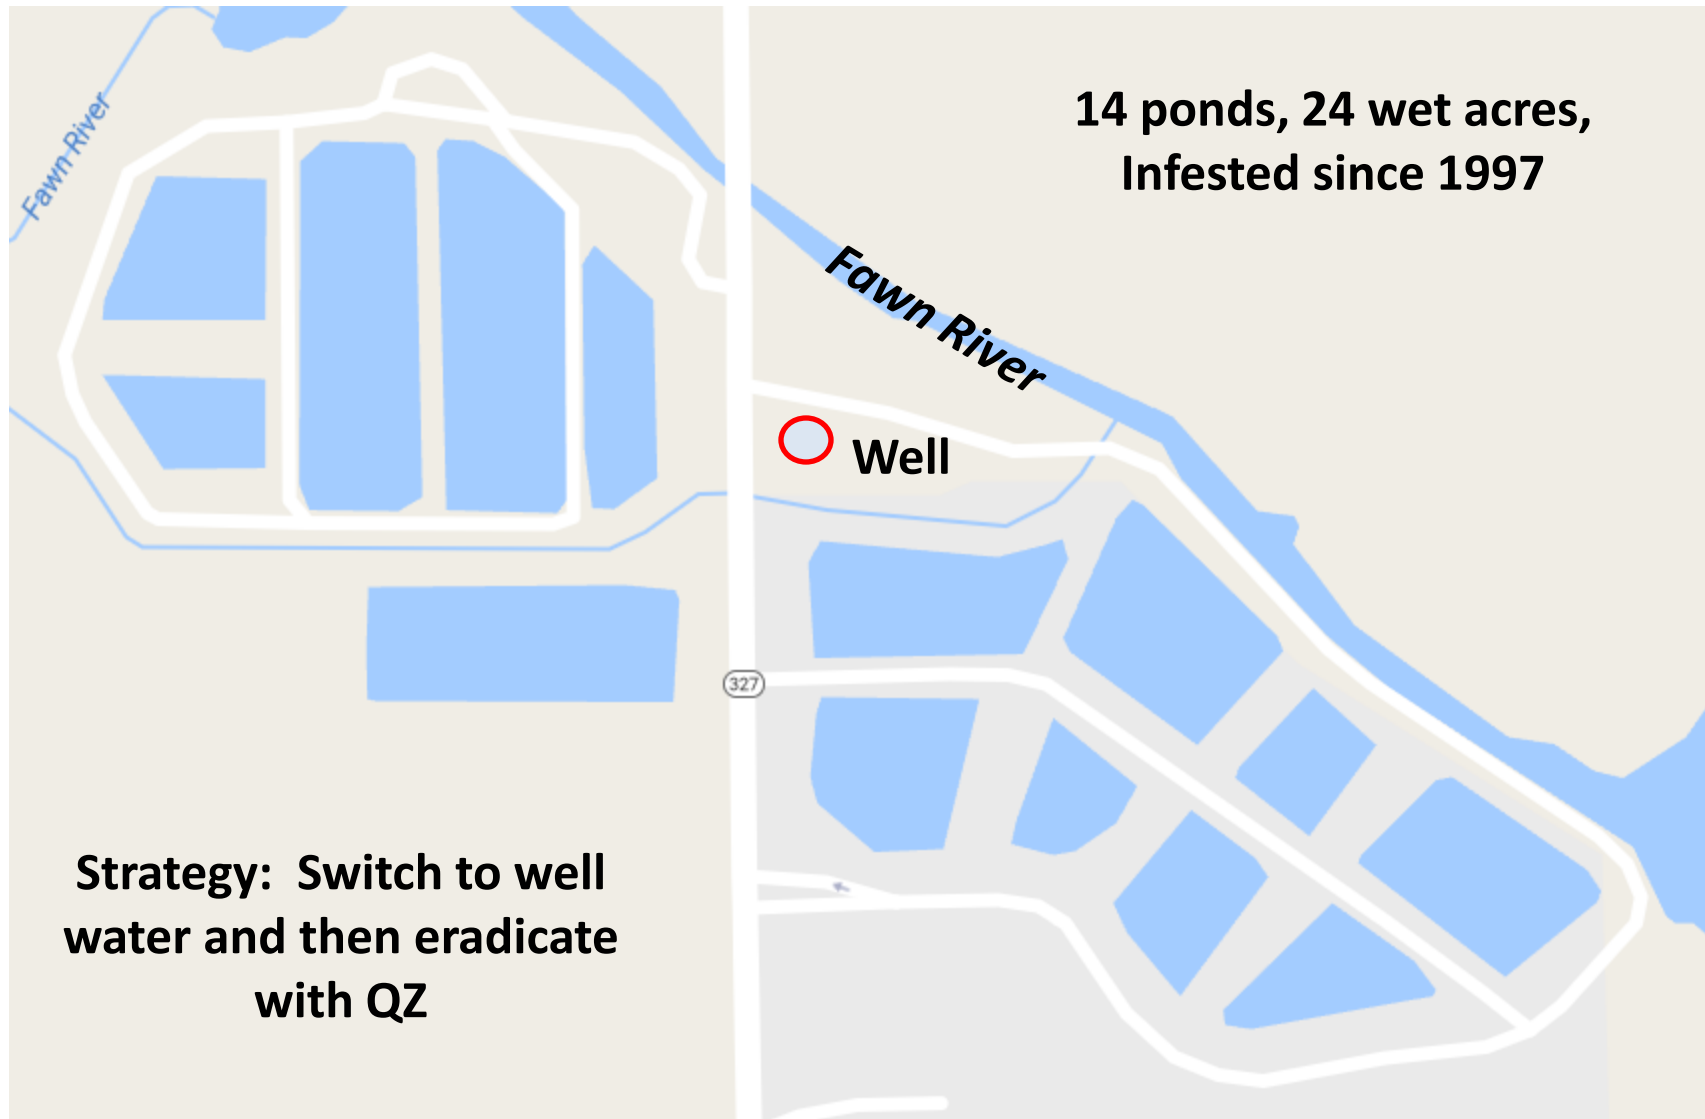 14 ponds, 24 wet acres,
Infested since 1997
Fawn River
Fawn River
Well
327
Strategy:  Switch to well
water and then eradicate
with QZ